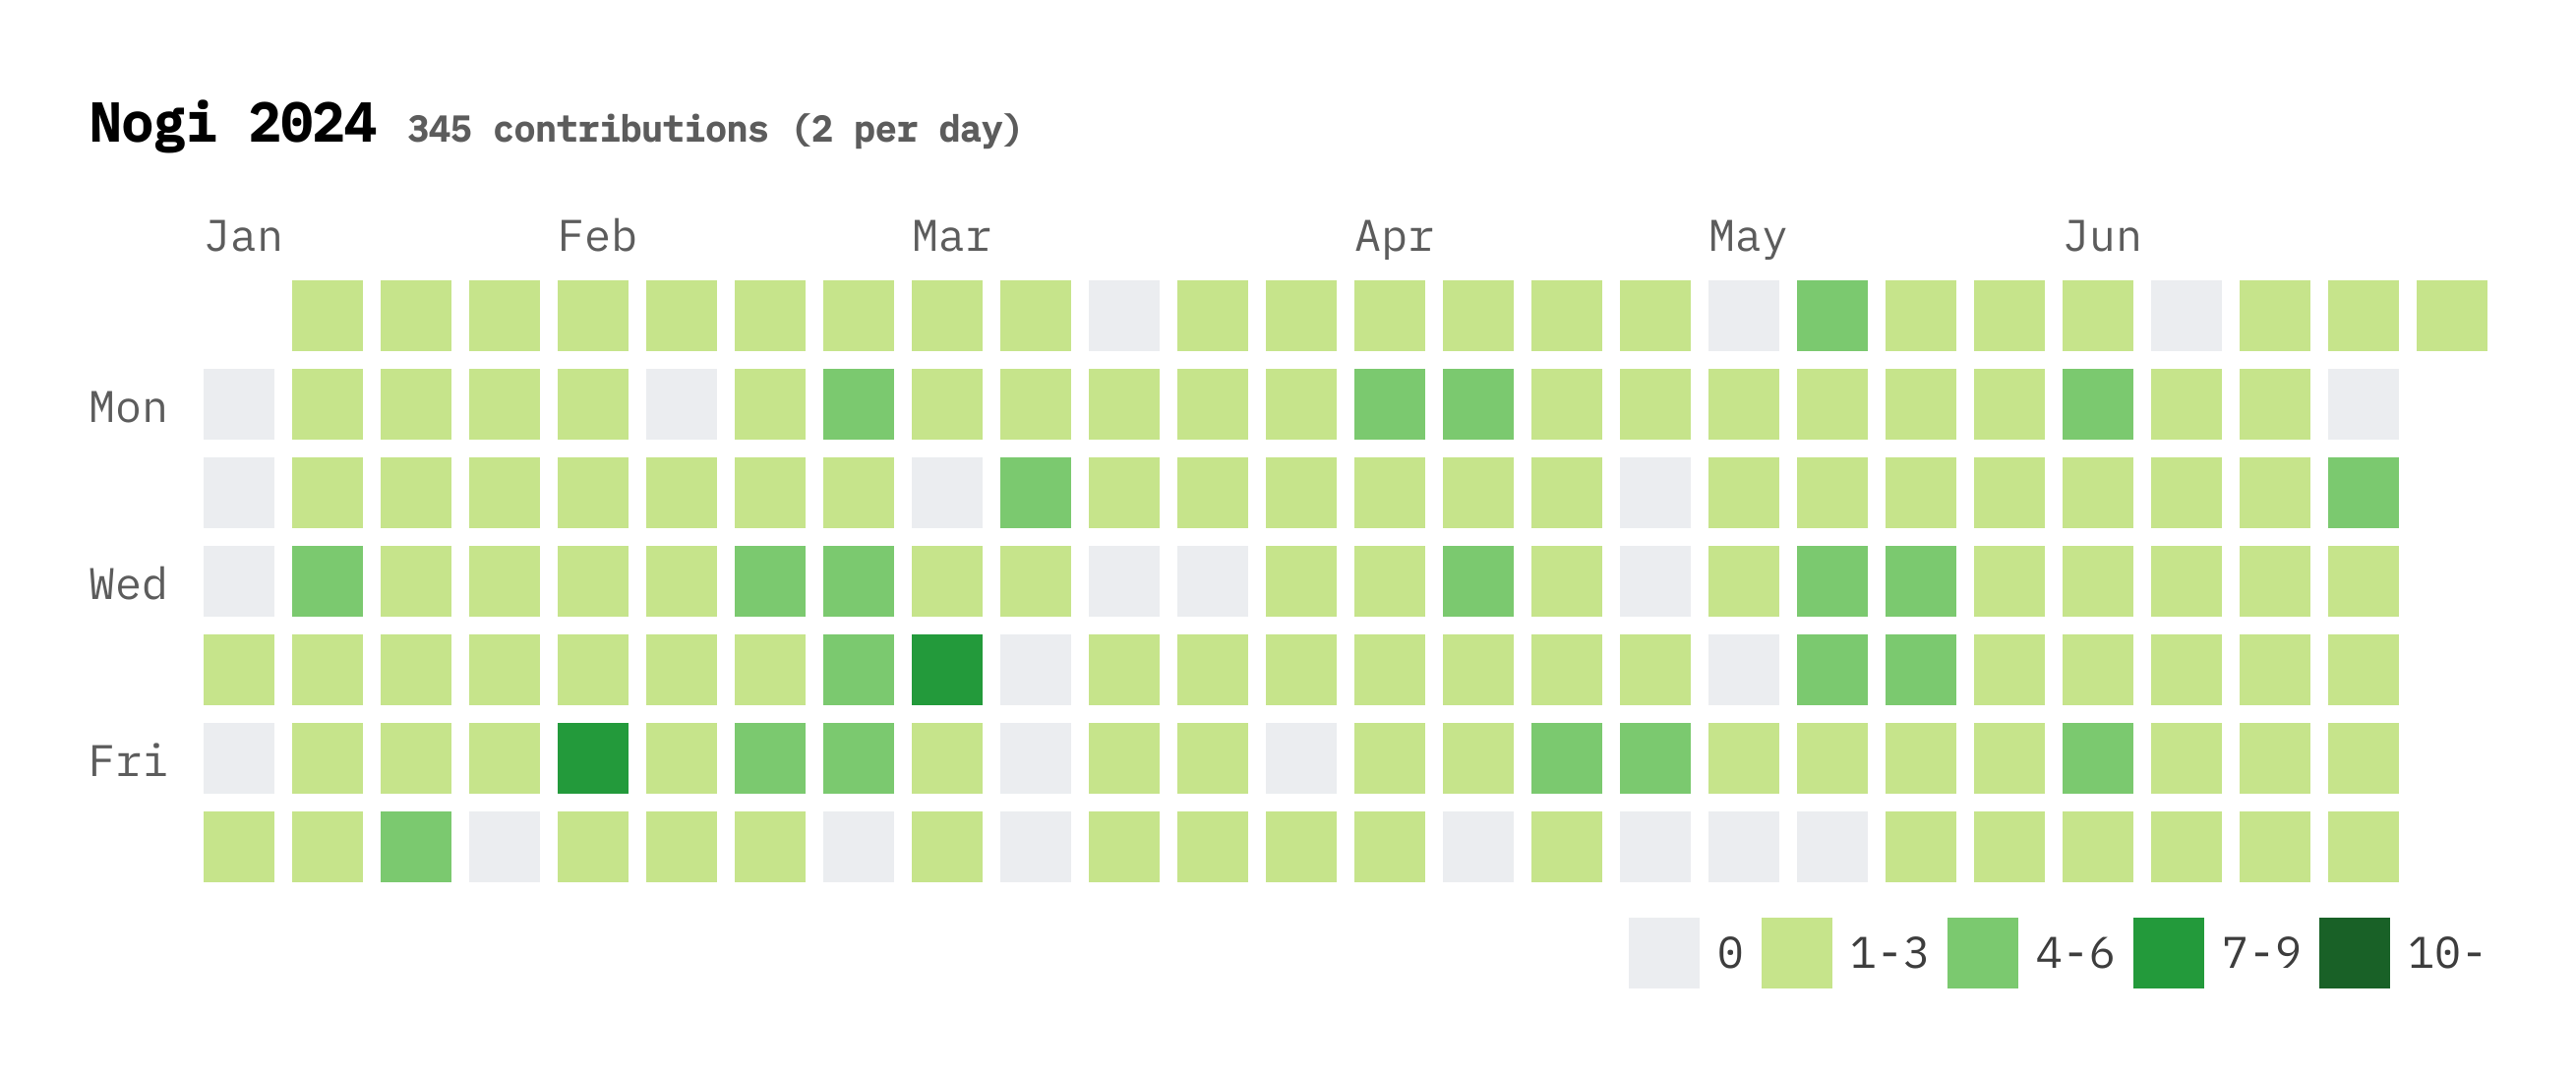 Nogi 2024 345 contributions (2 per day)
Jan Feb Mar Apr May Jun
Mon
Wed
Fri
0 1-3 4-6 7-9 10-